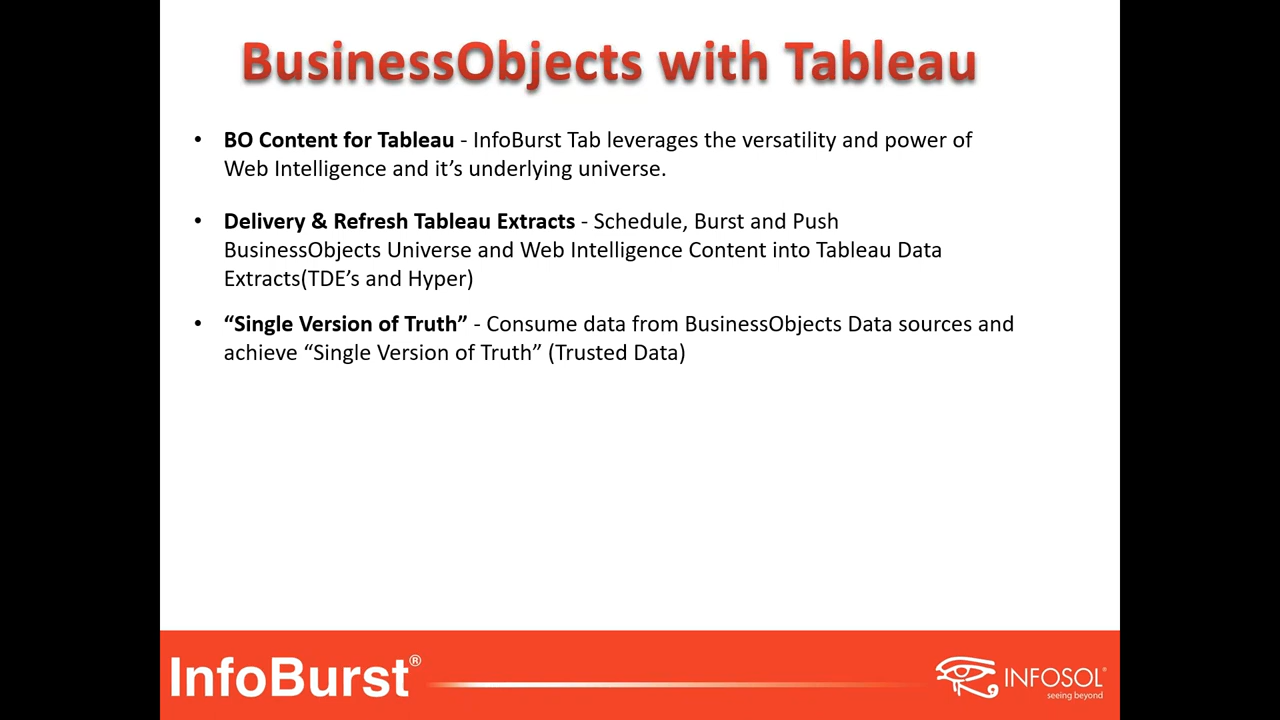 BusinessObjects with Tableau
• BO Content for Tableau - InfoBurst Tab leverages the versatility and power of
Web Intelligence and it’s underlying universe.
• Delivery & Refresh Tableau Extracts - Schedule, Burst and Push
BusinessObjects Universe and Web Intelligence Content into Tableau Data
Extracts(TDE’s and Hyper)
• “Single Version of Truth” - Consume data from BusinessObjects Data sources and
achieve “Single Version of Truth” (Trusted Data)
InfoBurst®
INFOSOL®
seeing beyond